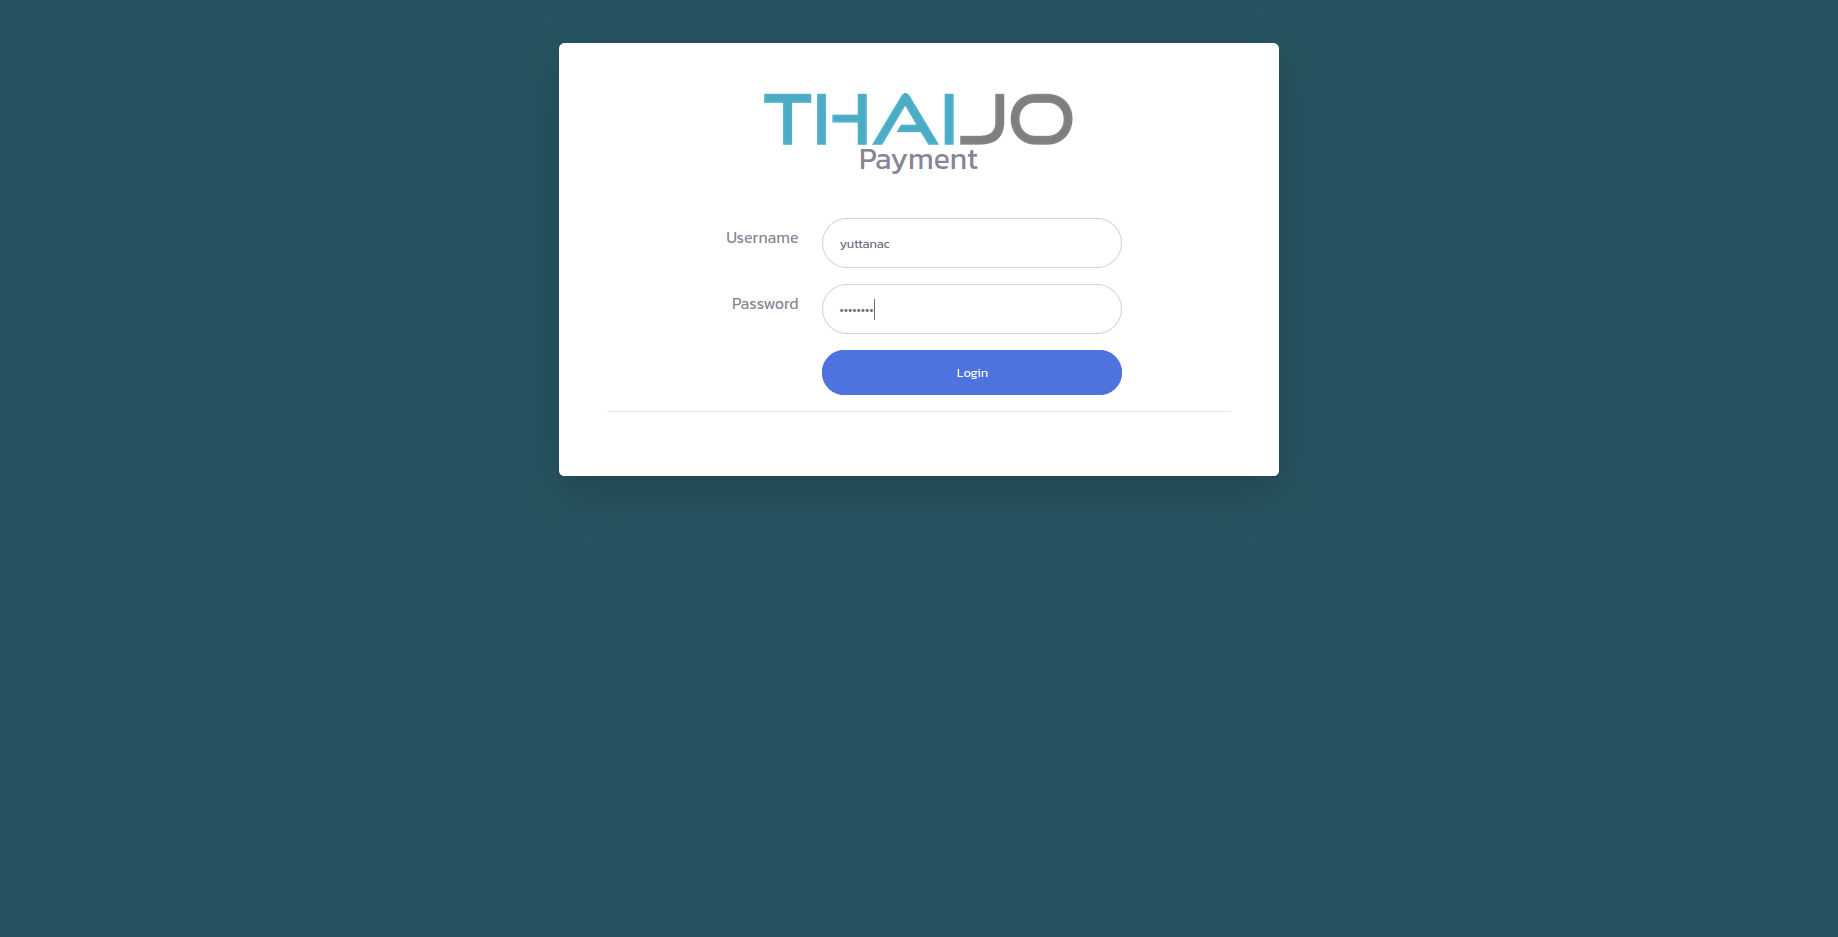 THAIJO
Payment
Username
yuttanac
Password
••••••••
Login